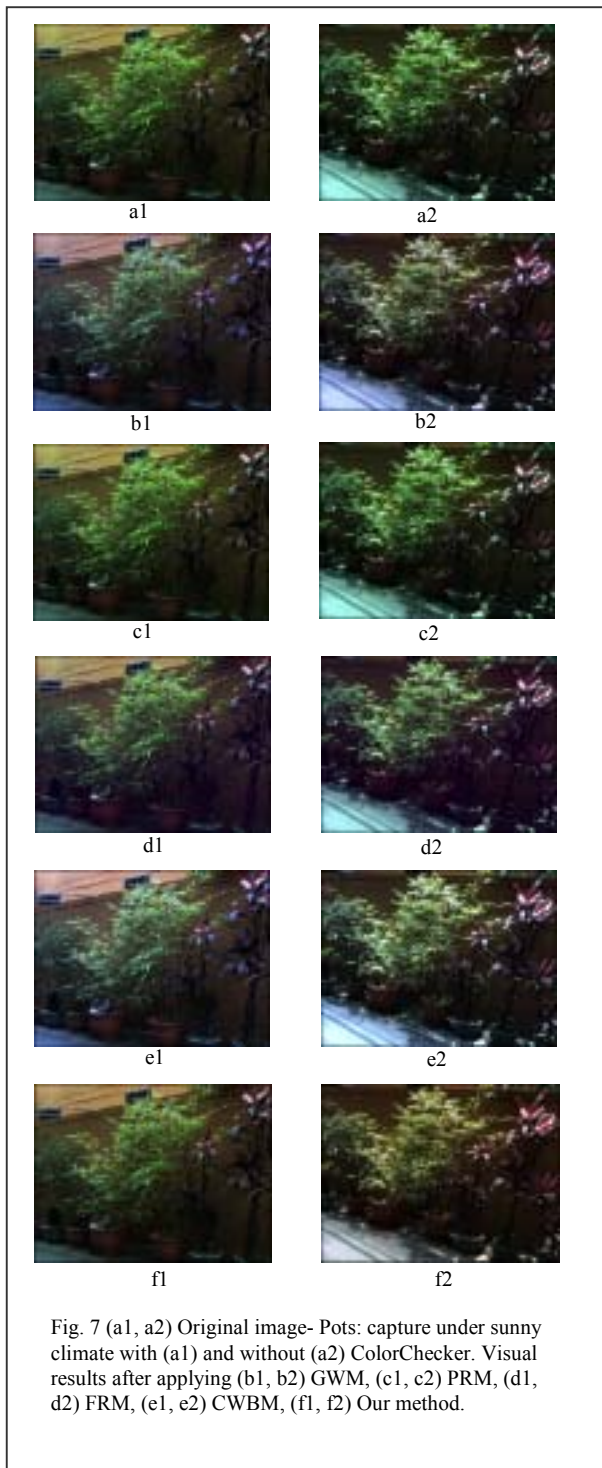 a1
a2
b1
b2
c1
c2
d1
d2
e1
e2
f1
f2
Fig. 7 (a1, a2) Original image- Pots: capture under sunny
climate with (a1) and without (a2) ColorChecker. Visual
results after applying (b1, b2) GWM, (c1, c2) PRM, (d1,
d2) FRM, (e1, e2) CWBM, (f1, f2) Our method.